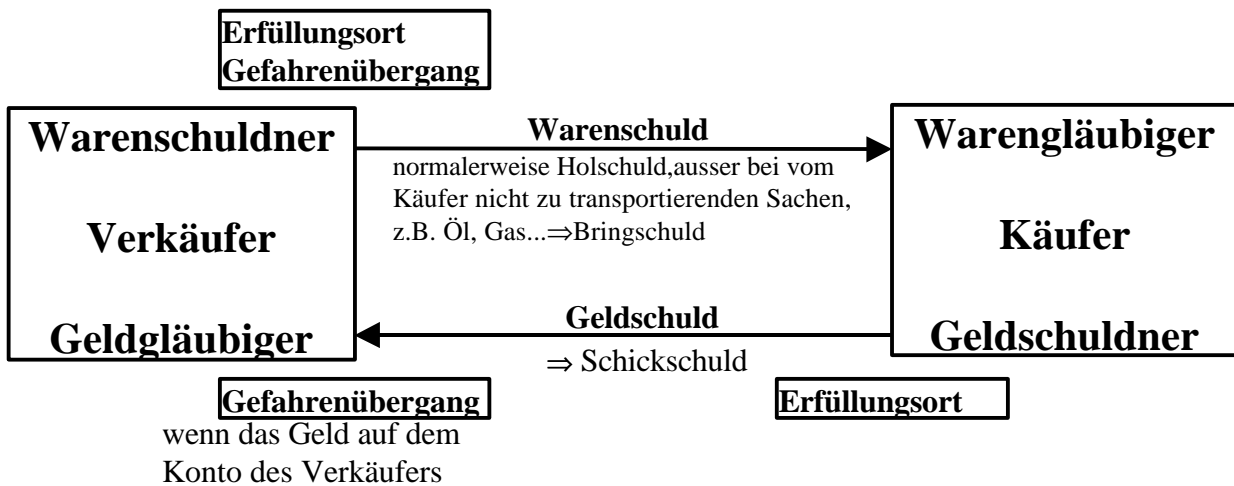 Erfüllungsort
Gefahrenübergang
Warenschuldner
Verkäufer
Geldgläubiger
Warenschuld
normalerweise Holschuld,ausser bei vom
Käufer nicht zu transportierenden Sachen,
z.B. Öl, Gas...⇒Bringschuld
Geldschuld
⇒ Schickschuld
Warengläubiger
Käufer
Geldschuldner
Gefahrenübergang
wenn das Geld auf dem
Konto des Verkäufers
Erfüllungsort